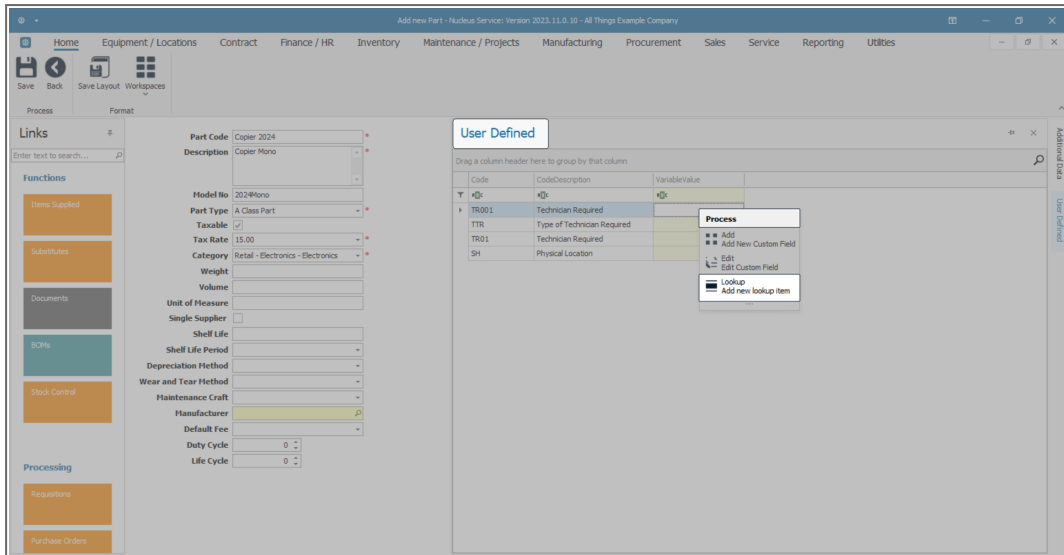 Add new Part - Nucleus Service: Version 2023.11.0.10 - All Things Example Company
Home Equipment / Locations Contract Finance / HR Inventory Maintenance / Projects Manufacturing Procurement Sales Service Reporting Utilities
Save Back Save Layout Workspaces
Process Format
Links
Enter text to search...
Functions
Items Supplied
Substitutes
Documents
BOMs
Stock Control
Processing
Requisitions
Purchase Orders
Part Code Copier 2024 *
Description Copier Mono *
Model No 2024Mono
Part Type A Class Part *
Taxable
Tax Rate 15.00 *
Category Retail - Electronics - Electronics *
Weight
Volume
Unit of Measure
Single Supplier
Shelf Life
Shelf Life Period
Depreciation Method
Wear and Tear Method
Maintenance Craft
Manufacturer
Default Fee
Duty Cycle 0
Life Cycle 0
User Defined
Drag a column header here to group by that column
Code CodeDescription VariableValue
TR001 Technician Required
TTR Type of Technician Required
TR01 Technician Required
SH Physical Location
Process
Add
Add New Custom Field
Edit
Edit Custom Field
Lookup
Add new lookup item
Additional Data
User Defined